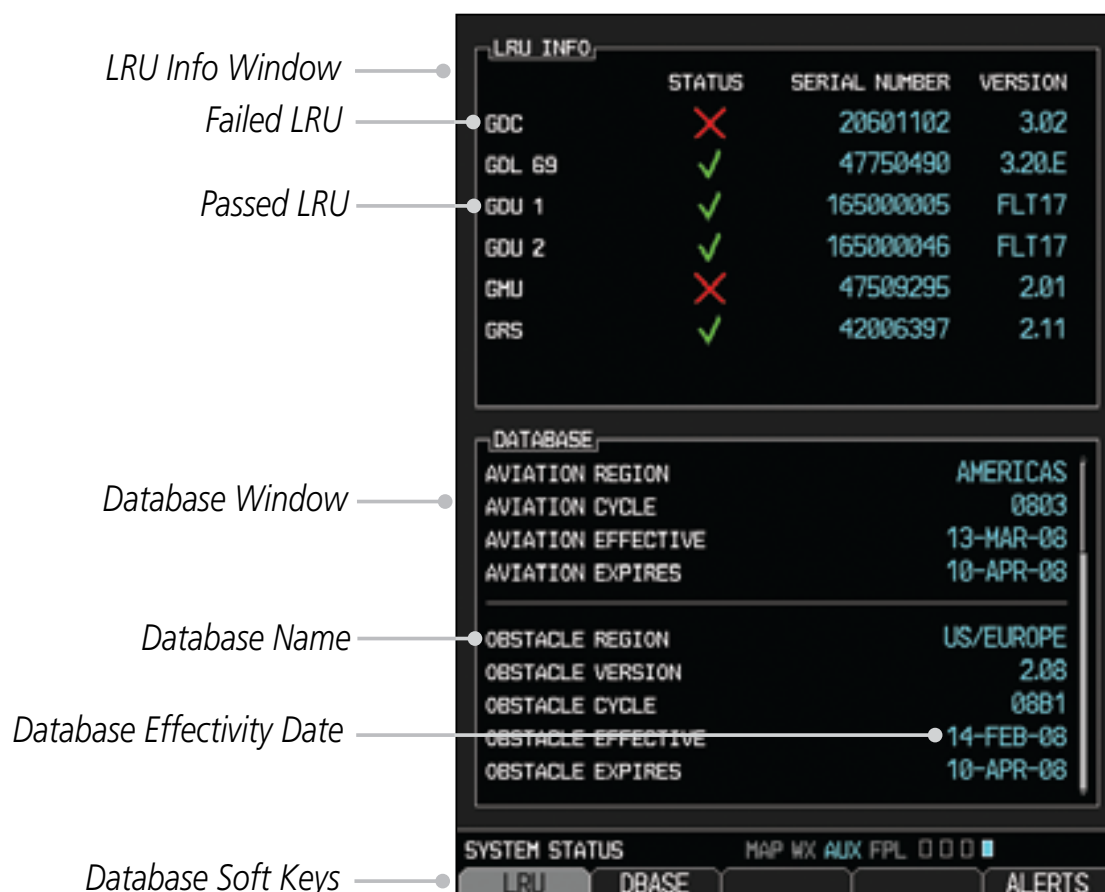 LRU INFO
LRU Info Window
STATUS SERIAL NUMBER VERSION
Failed LRU
GDC 20601102 3.02
GDL 69 47750490 3.20.E
Passed LRU
GDU 1 165000005 FLT17
GDU 2 165000046 FLT17
GMU 47509295 2.01
GRS 42006397 2.11
DATABASE
AVIATION REGION AMERICAS
Database Window
AVIATION CYCLE 0803
AVIATION EFFECTIVE 13-MAR-08
AVIATION EXPIRES 10-APR-08
Database Name
OBSTACLE REGION US/EUROPE
OBSTACLE VERSION 2.08
OBSTACLE CYCLE 08B1
Database Effectivity Date
OBSTACLE EFFECTIVE 14-FEB-08
OBSTACLE EXPIRES 10-APR-08
SYSTEM STATUS MAP WX AUX FPL
Database Soft Keys
LRU DBASE ALERTS